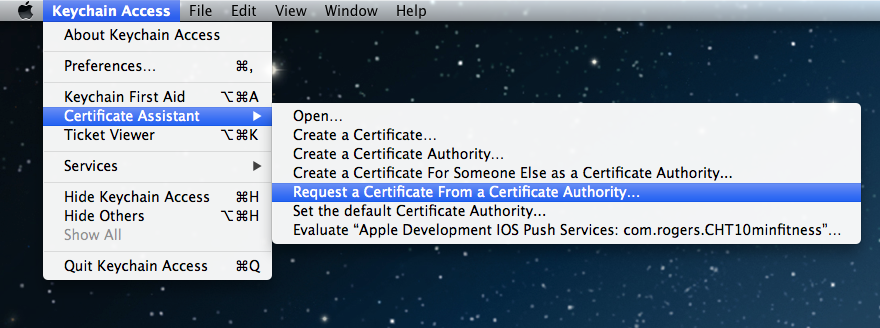 Keychain Access File Edit View Window Help
About Keychain Access
Preferences... ⌘,
Keychain First Aid ⌥⌘A
Certificate Assistant ▶
Ticket Viewer ⌥⌘K
Services ▶
Hide Keychain Access ⌘H
Hide Others ⌥⌘H
Show All
Quit Keychain Access ⌘Q
Open...
Create a Certificate...
Create a Certificate Authority...
Create a Certificate For Someone Else as a Certificate Authority...
Request a Certificate From a Certificate Authority...
Set the default Certificate Authority...
Evaluate “Apple Development IOS Push Services: com.rogers.CHT10minfitness”...